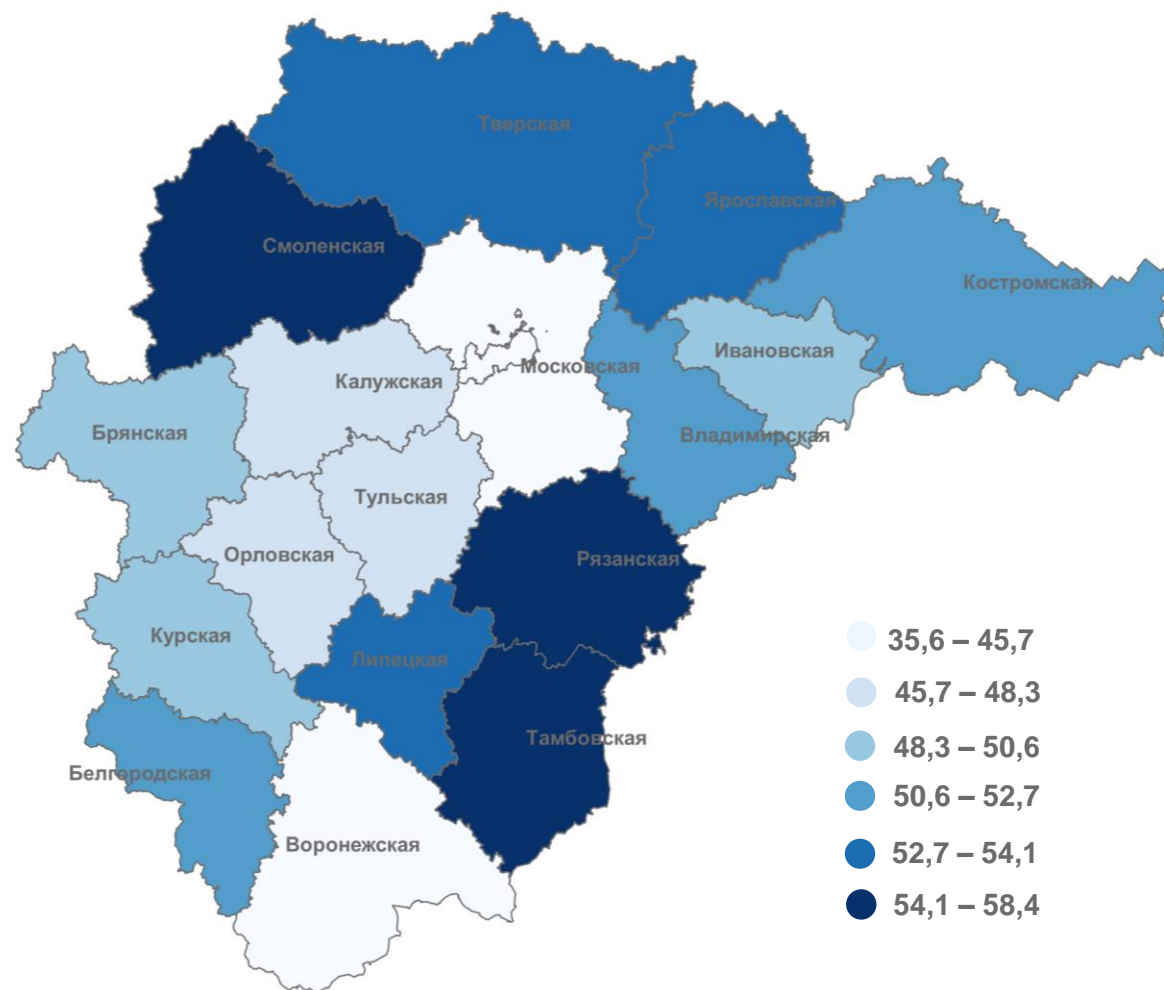 Тверская
Ярославская
Смоленская
Костромская
Ивановская
Московская
Калужская
Брянская
Владимирская
Тульская
Орловская
Рязанская
Курская
Липецкая
Тамбовская
Белгородская
Воронежская
35,6 – 45,7
45,7 – 48,3
48,3 – 50,6
50,6 – 52,7
52,7 – 54,1
54,1 – 58,4